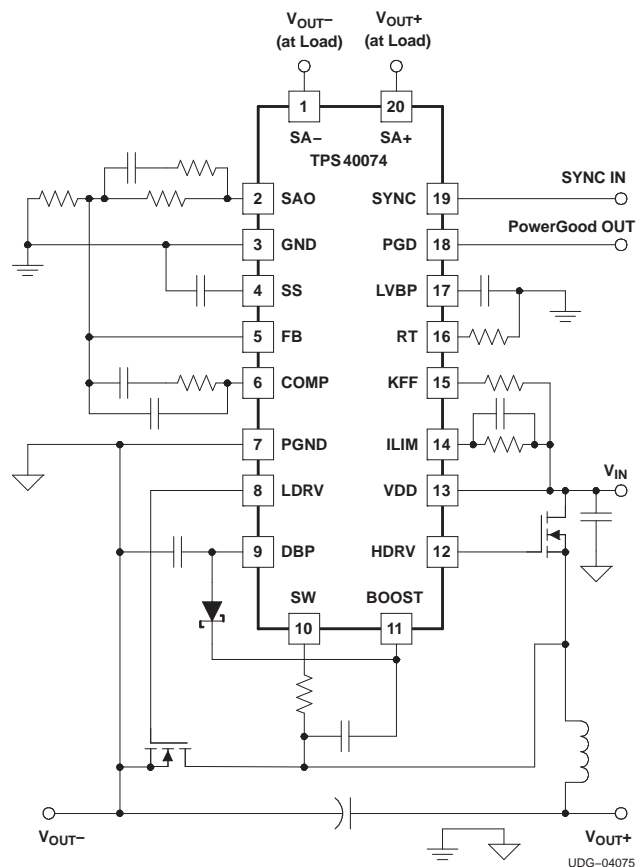 VOUT− VOUT+
(at Load) (at Load)
1 20
SA− SA+
TPS40074
SYNC IN
2 SAO SYNC 19
PowerGood OUT
3 GND PGD 18
4 SS LVBP 17
5 FB RT 16
6 COMP KFF 15
7 PGND ILIM 14
VIN
8 LDRV VDD 13
9 DBP HDRV 12
SW BOOST
10 11
VOUT− VOUT+
UDG−04075